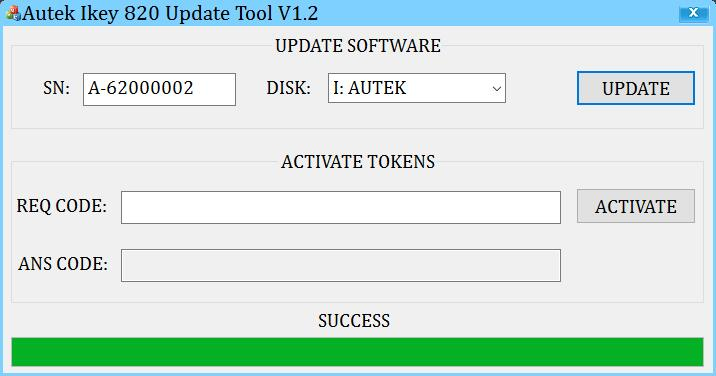 Autek Ikey 820 Update Tool V1.2
UPDATE SOFTWARE
SN: A-62000002 DISK: I: AUTEK UPDATE
ACTIVATE TOKENS
REQ CODE: ACTIVATE
ANS CODE:
SUCCESS